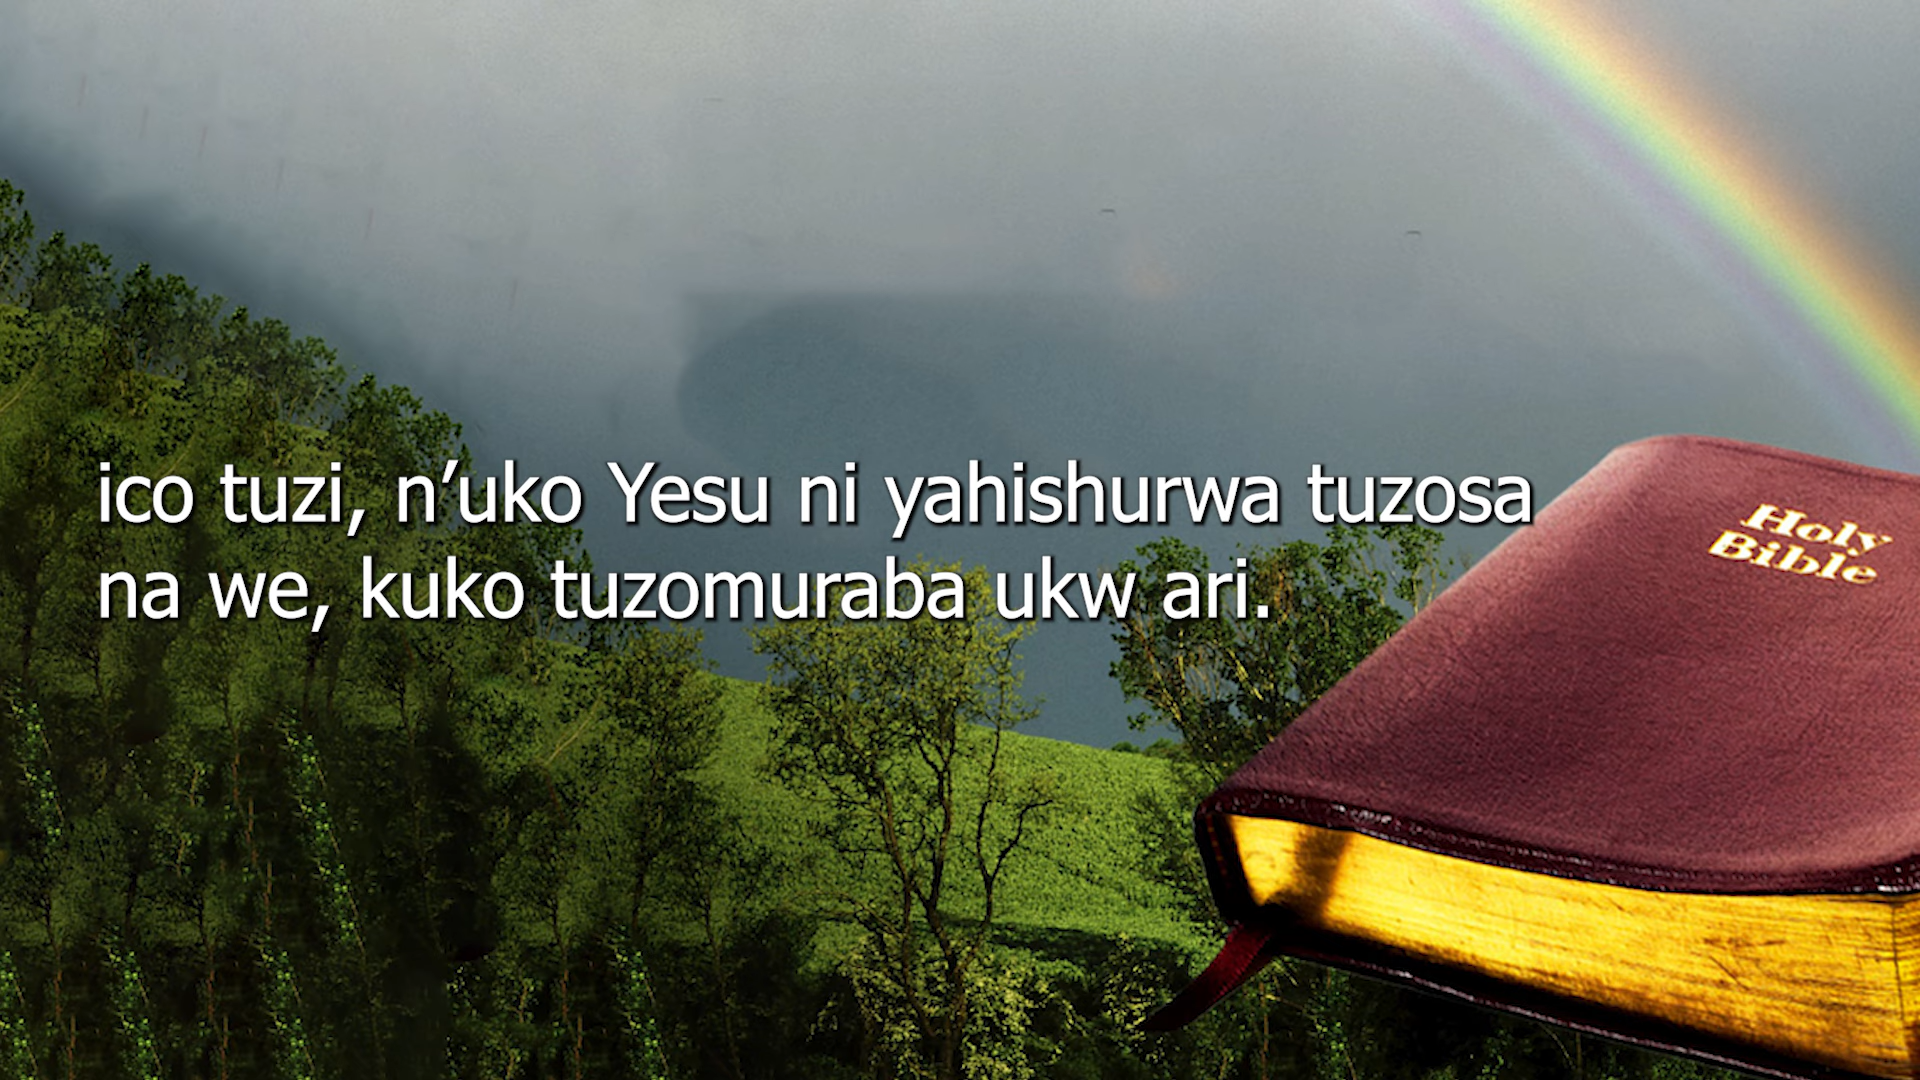 ico tuzi, n’uko Yesu ni yahishurwa tuzosa
na we, kuko tuzomuraba ukw ari.
Holy
Bible